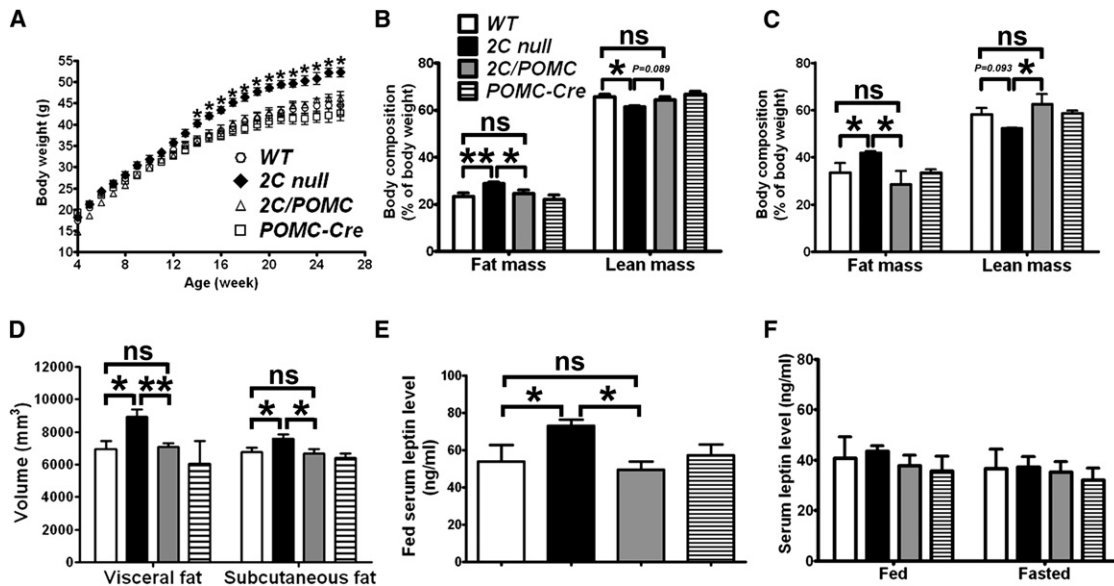 A
Body weight (g)
55
50
45
40
35
30
25
20
15
10
4 8 12 16 20 24 28
Age (week)
WT
2C null
2C/POMC
POMC-Cre
* * * * * * * * * * * * *
B
WT
2C null
2C/POMC
POMC-Cre
Body composition
(% of body weight)
80
60
40
20
0
ns
** *
ns
* P=0.089
Fat mass Lean mass
C
Body composition
(% of body weight)
80
60
40
20
0
ns
* *
ns
P=0.093 *
Fat mass Lean mass
D
Volume (mm³)
12000
10000
8000
6000
4000
2000
0
ns
* **
ns
* *
Visceral fat Subcutaneous fat
E
Fed serum leptin level
(ng/ml)
100
80
60
40
20
0
ns
* *
F
Serum leptin level (ng/ml)
80
60
40
20
0
Fed Fasted